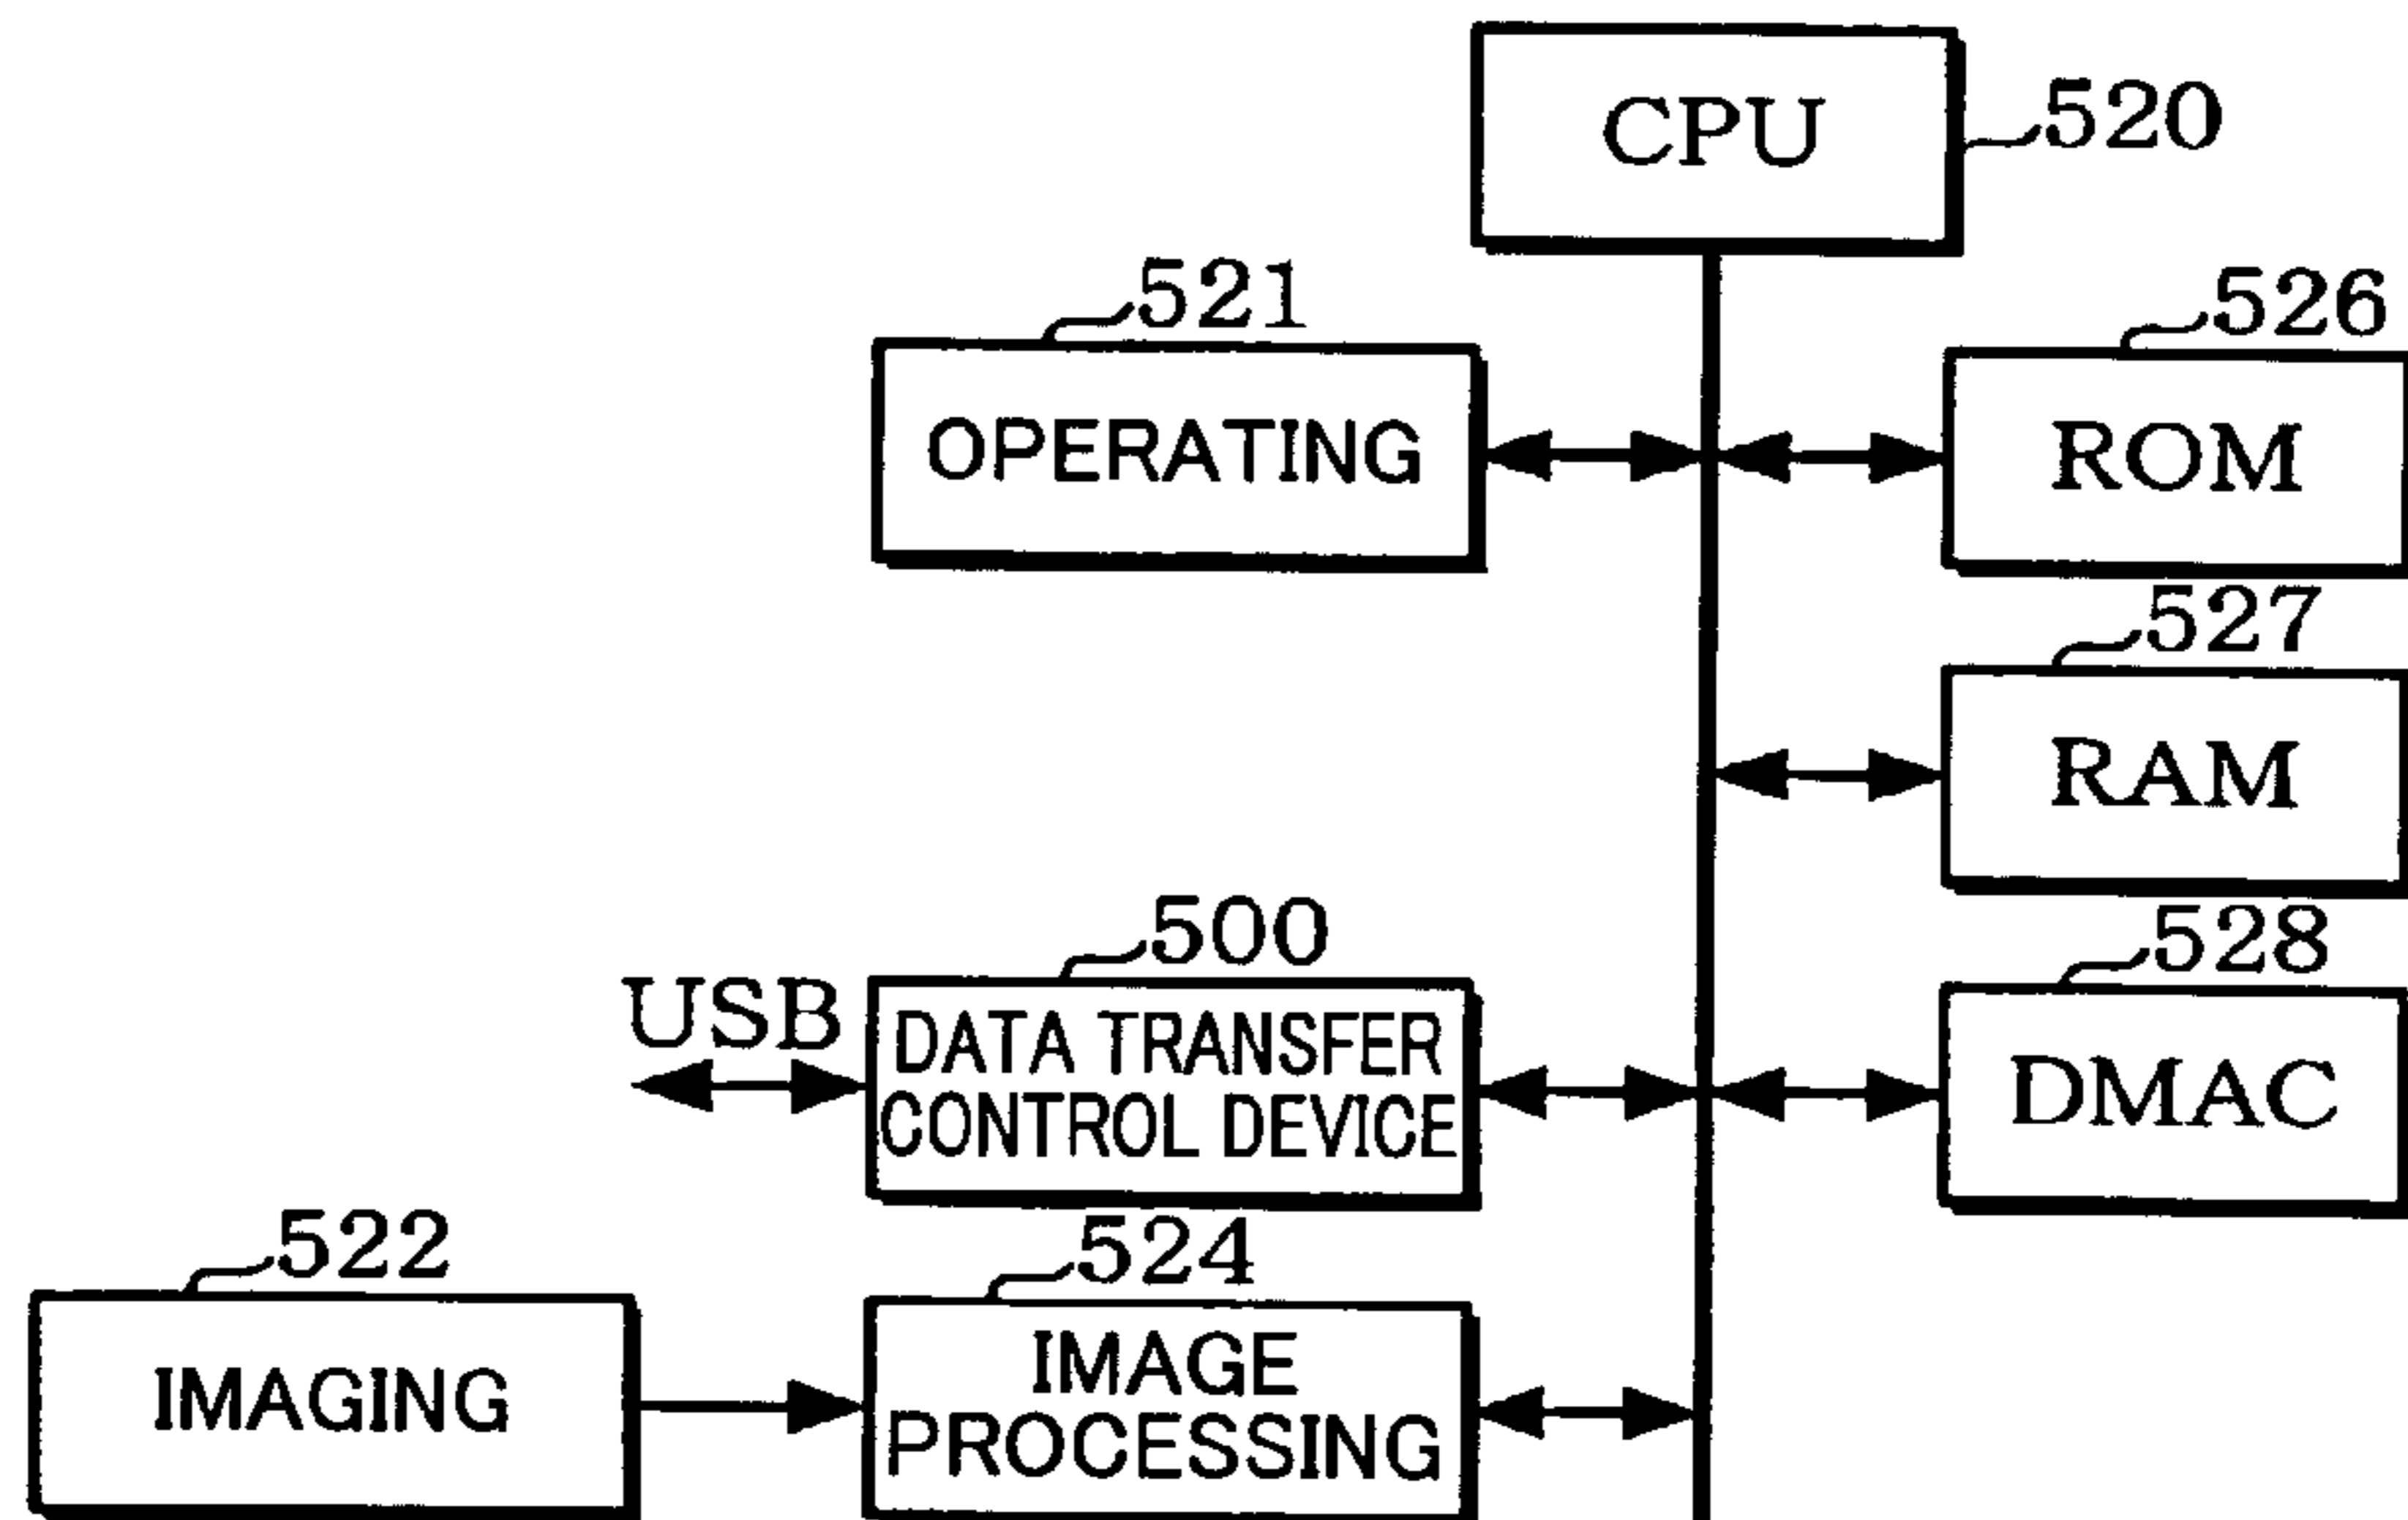 CPU
520
521
526
OPERATING
ROM
527
RAM
500
528
USB
DATA TRANSFER
CONTROL DEVICE
DMAC
522
524
IMAGING
IMAGE
PROCESSING